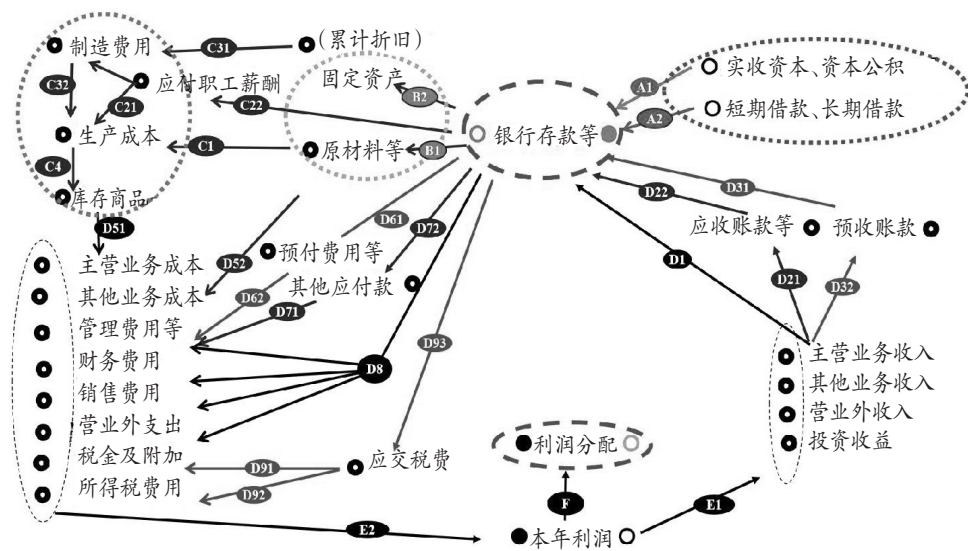 制造费用
C31
(累计折旧)
固定资产
B2
A1
实收资本、资本公积
C32
应付职工薪酬
C21
C22
A2
短期借款、长期借款
银行存款等
生产成本
C1
原材料等
B1
C4
库存商品
D51
D61
D72
D22
D31
应收账款等
预收账款
主营业务成本
D52
预付费用等
D1
其他业务成本
D62
其他应付款
D71
D21
D32
管理费用等
D93
财务费用
D8
主营业务收入
销售费用
其他业务收入
营业外支出
利润分配
营业外收入
税金及附加
D91
应交税费
投资收益
所得税费用
D92
F
E1
E2
本年利润